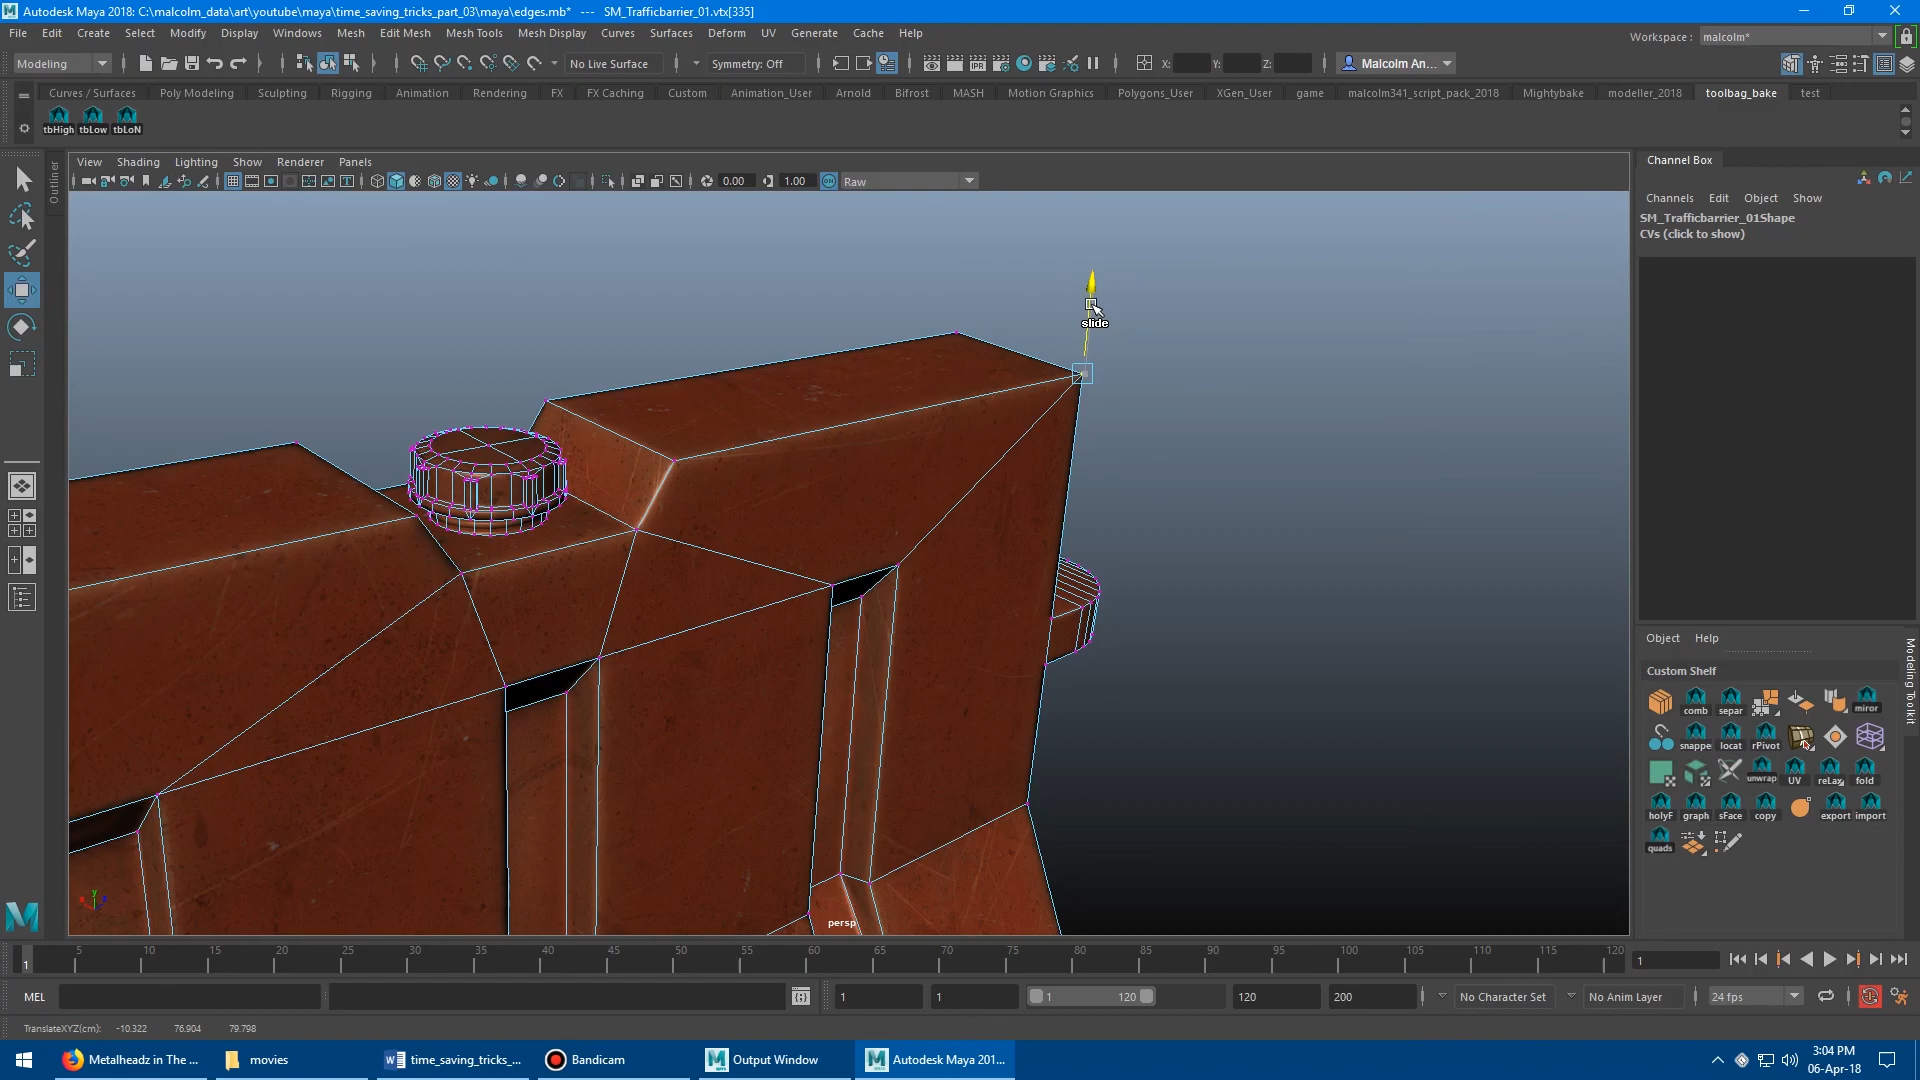 Autodesk Maya 2018: C:\malcolm_data\art\youtube\maya\time_saving_tricks_part_03\maya\edges.mb* --- SM_Trafficbarrier_01.vtx[335]
File Edit Create Select Modify Display Windows Mesh Edit Mesh Mesh Tools Mesh Display Curves Surfaces Deform UV Generate Cache Help
Workspace : malcolm*
Modeling No Live Surface Symmetry: Off X: Y: Z: Malcolm An...
Curves / Surfaces Poly Modeling Sculpting Rigging Animation Rendering FX FX Caching Custom Animation_User Arnold Bifrost MASH Motion Graphics Polygons_User XGen_User game malcolm341_script_pack_2018 Mightybake modeller_2018 toolbag_bake test
tbHigh tbLow tbLoN
Outliner
View Shading Lighting Show Renderer Panels
0.00 1.00 ON Raw
slide
persp
Channel Box
Channels Edit Object Show
SM_Trafficbarrier_01Shape
CVs (click to show)
Object Help
Custom Shelf
Modeling Toolkit
comb separ miror
snappe locat rPivot
unwrap UV reLax fold
holyF graph sFace copy export import
quads
5 10 15 20 25 30 35 40 45 50 55 60 65 70 75 80 85 90 95 100 105 110 115 120
1 1
MEL 1 1 1 120 120 200 No Character Set No Anim Layer 24 fps
TranslateXYZ(cm): -10.322 76.904 79.798
Metalheadz in The ... movies time_saving_tricks_... Bandicam Output Window Autodesk Maya 201...
3:04 PM
06-Apr-18